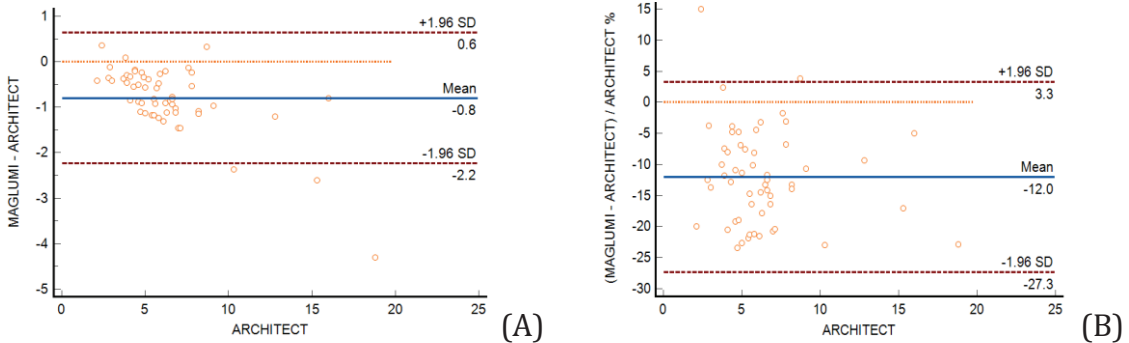 1
0
-1
-2
-3
-4
-5
MAGLUMI - ARCHITECT
+1.96 SD
0.6
Mean
-0.8
-1.96 SD
-2.2
0 5 10 15 20 25
ARCHITECT
(A)
15
10
5
0
-5
-10
-15
-20
-25
-30
(MAGLUMI - ARCHITECT) / ARCHITECT %
+1.96 SD
3.3
Mean
-12.0
-1.96 SD
-27.3
0 5 10 15 20 25
ARCHITECT
(B)